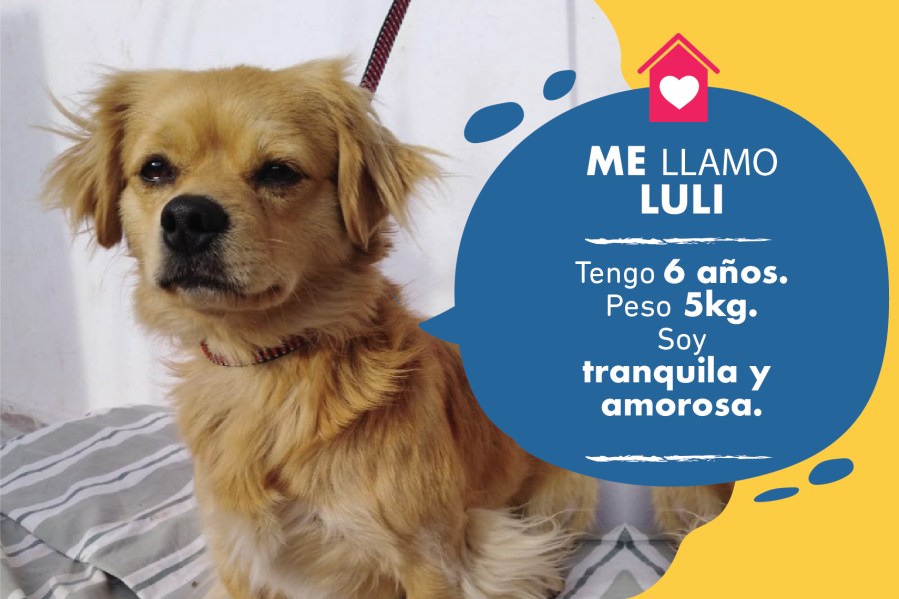 ME LLAMO
LULI
Tengo 6 años.
Peso 5kg.
Soy
tranquila y
amorosa.